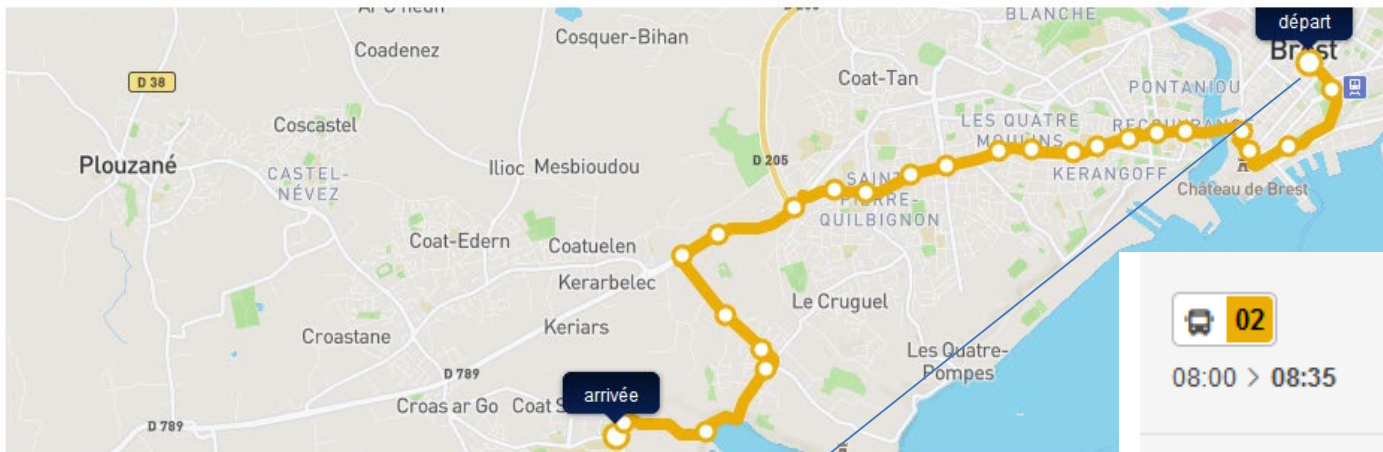 BLANCHE
départ
Cosquer-Bihan
Coadenez
Brest
Coat-Tan
D 38
PONTANIOU
Coscastel
LES QUATRE
MOULINS
D 205
Plouzané
Ilioc
Mesbioudou
CASTEL-
NÉVEZ
KERANGOFF
SAINT-
PIERRE-
QUILBIGNON
Château de Brest
Coat-Edern
Coatuelen
Kerarbelec
Le Cruguel
02
Keriars
Croastane
Les Quatre-
Pompes
08:00 > 08:35
D 789
arrivée
Croas ar Go
Coat
D 789